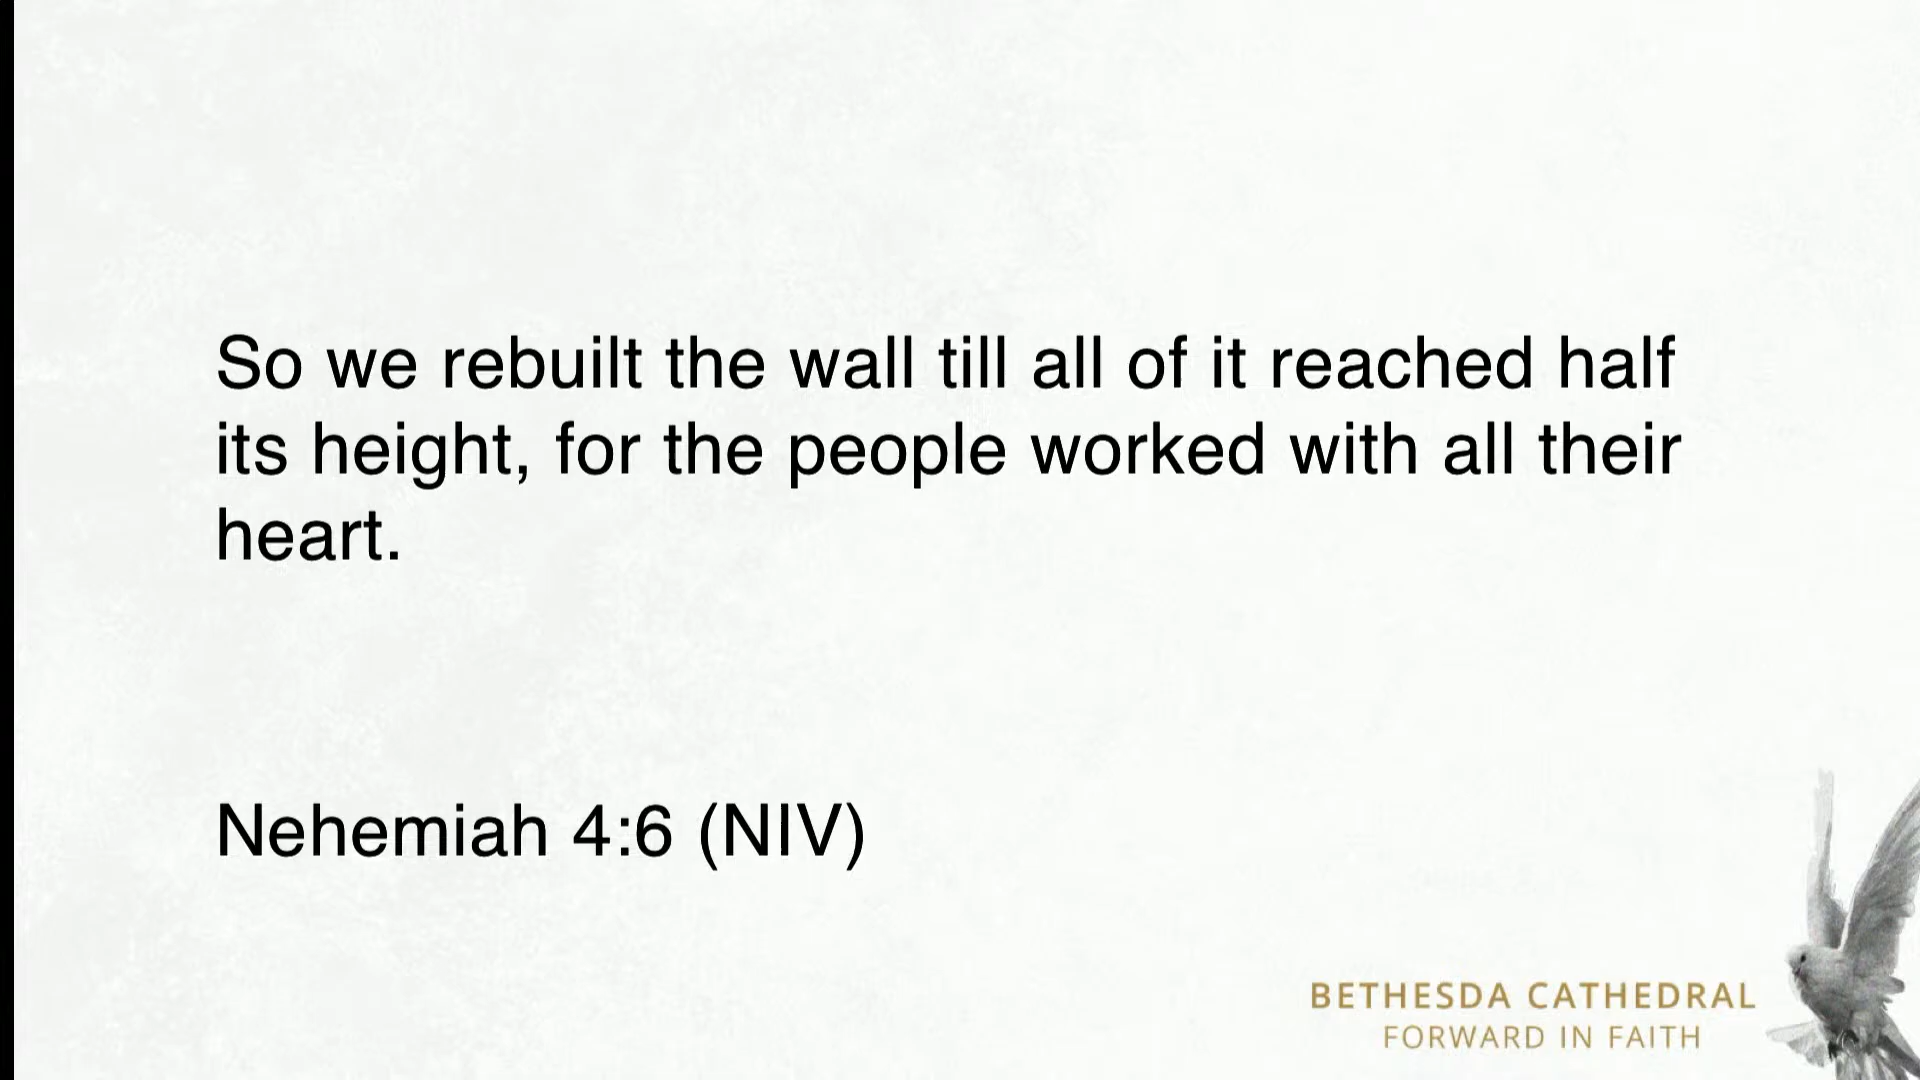 So we rebuilt the wall till all of it reached half
its height, for the people worked with all their
heart.
Nehemiah 4:6 (NIV)
BETHESDA CATHEDRAL
FORWARD IN FAITH